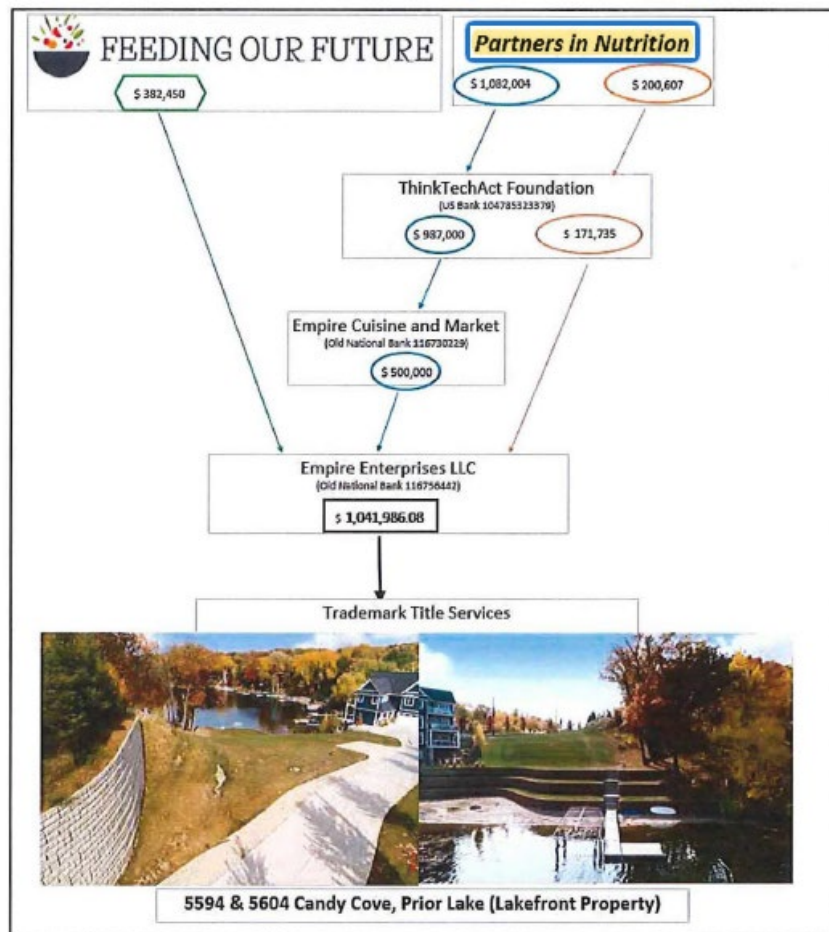 FEEDING OUR FUTURE
$ 382,450
Partners in Nutrition
$ 1,082,004
$ 200,607
ThinkTechAct Foundation
(US Bank 104785323379)
$ 987,000
$ 171,735
Empire Cuisine and Market
(Old National Bank 116730229)
$ 500,000
Empire Enterprises LLC
(Old National Bank 116756442)
$ 1,041,986.08
Trademark Title Services
5594 & 5604 Candy Cove, Prior Lake (Lakefront Property)